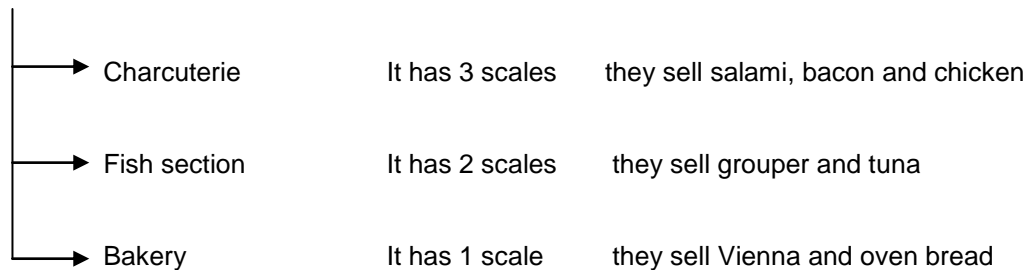 Charcuterie It has 3 scales they sell salami, bacon and chicken
Fish section It has 2 scales they sell grouper and tuna
Bakery It has 1 scale they sell Vienna and oven bread